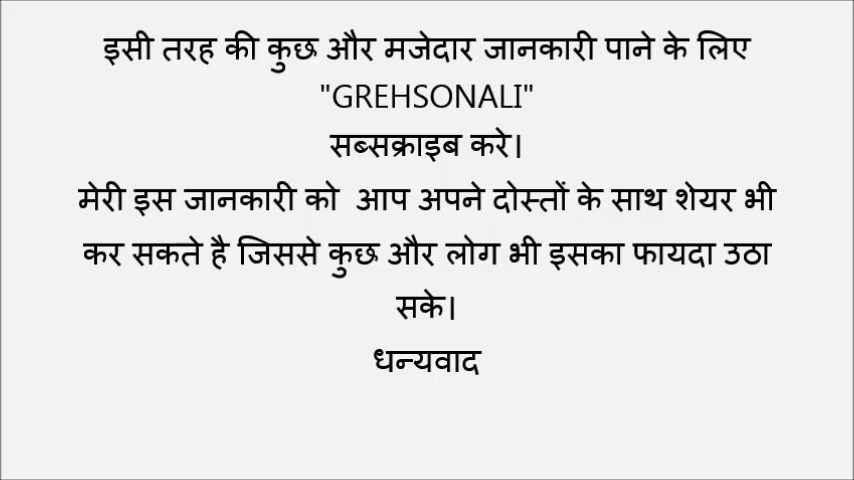 इसी तरह की कुछ और मजेदार जानकारी पाने के लिए
"GREHSONALI"
सब्सक्राइब करे।
मेरी इस जानकारी को  आप अपने दोस्तों के साथ शेयर भी
कर सकते है जिससे कुछ और लोग भी इसका फायदा उठा
सके।
धन्यवाद